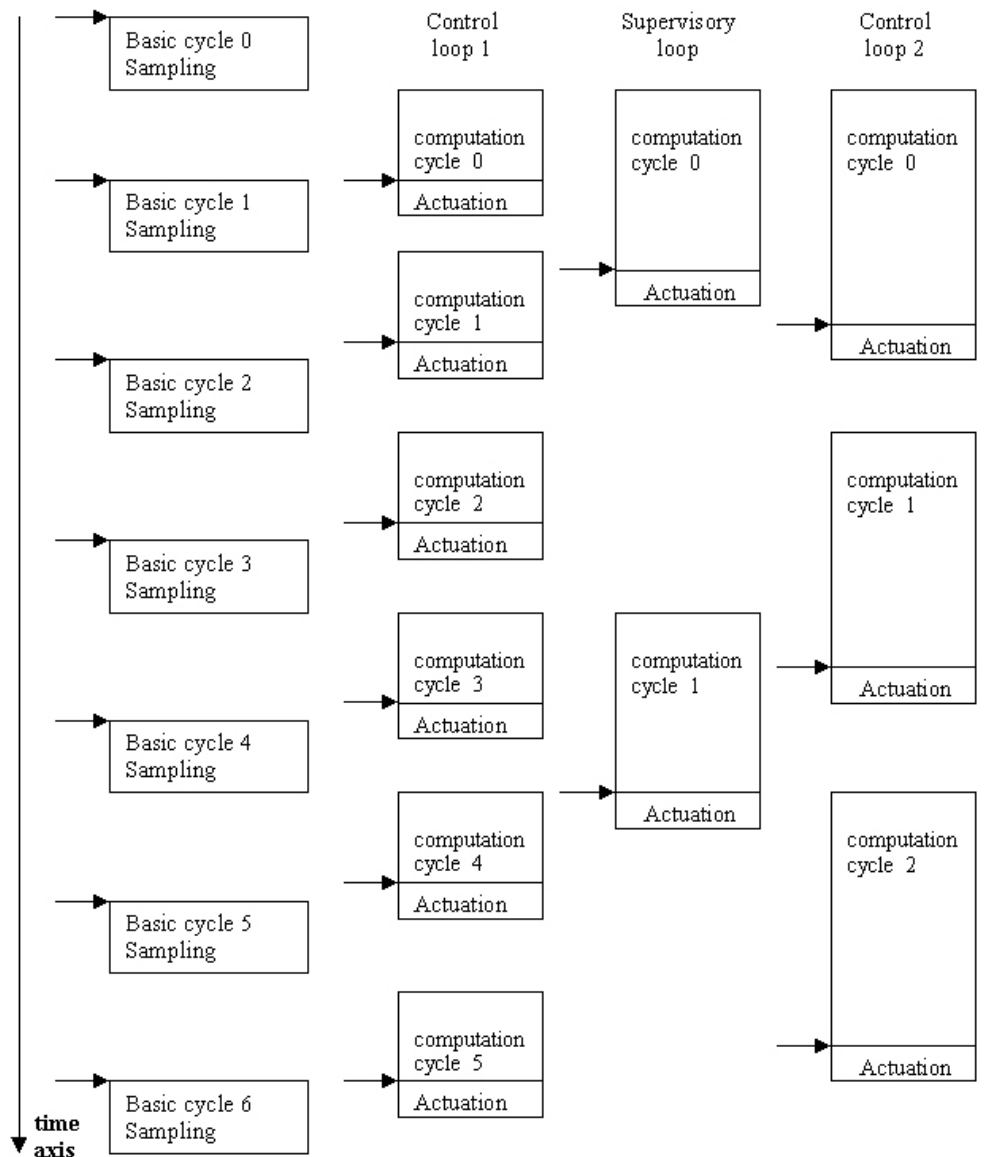 Basic cycle 0
Sampling
Basic cycle 1
Sampling
Basic cycle 2
Sampling
Basic cycle 3
Sampling
Basic cycle 4
Sampling
Basic cycle 5
Sampling
Basic cycle 6
Sampling
time
axis
Control
loop 1
computation
cycle 0
Actuation
computation
cycle 1
Actuation
computation
cycle 2
Actuation
computation
cycle 3
Actuation
computation
cycle 4
Actuation
computation
cycle 5
Actuation
Supervisory
loop
computation
cycle 0
Actuation
computation
cycle 1
Actuation
Control
loop 2
computation
cycle 0
Actuation
computation
cycle 1
Actuation
computation
cycle 2
Actuation